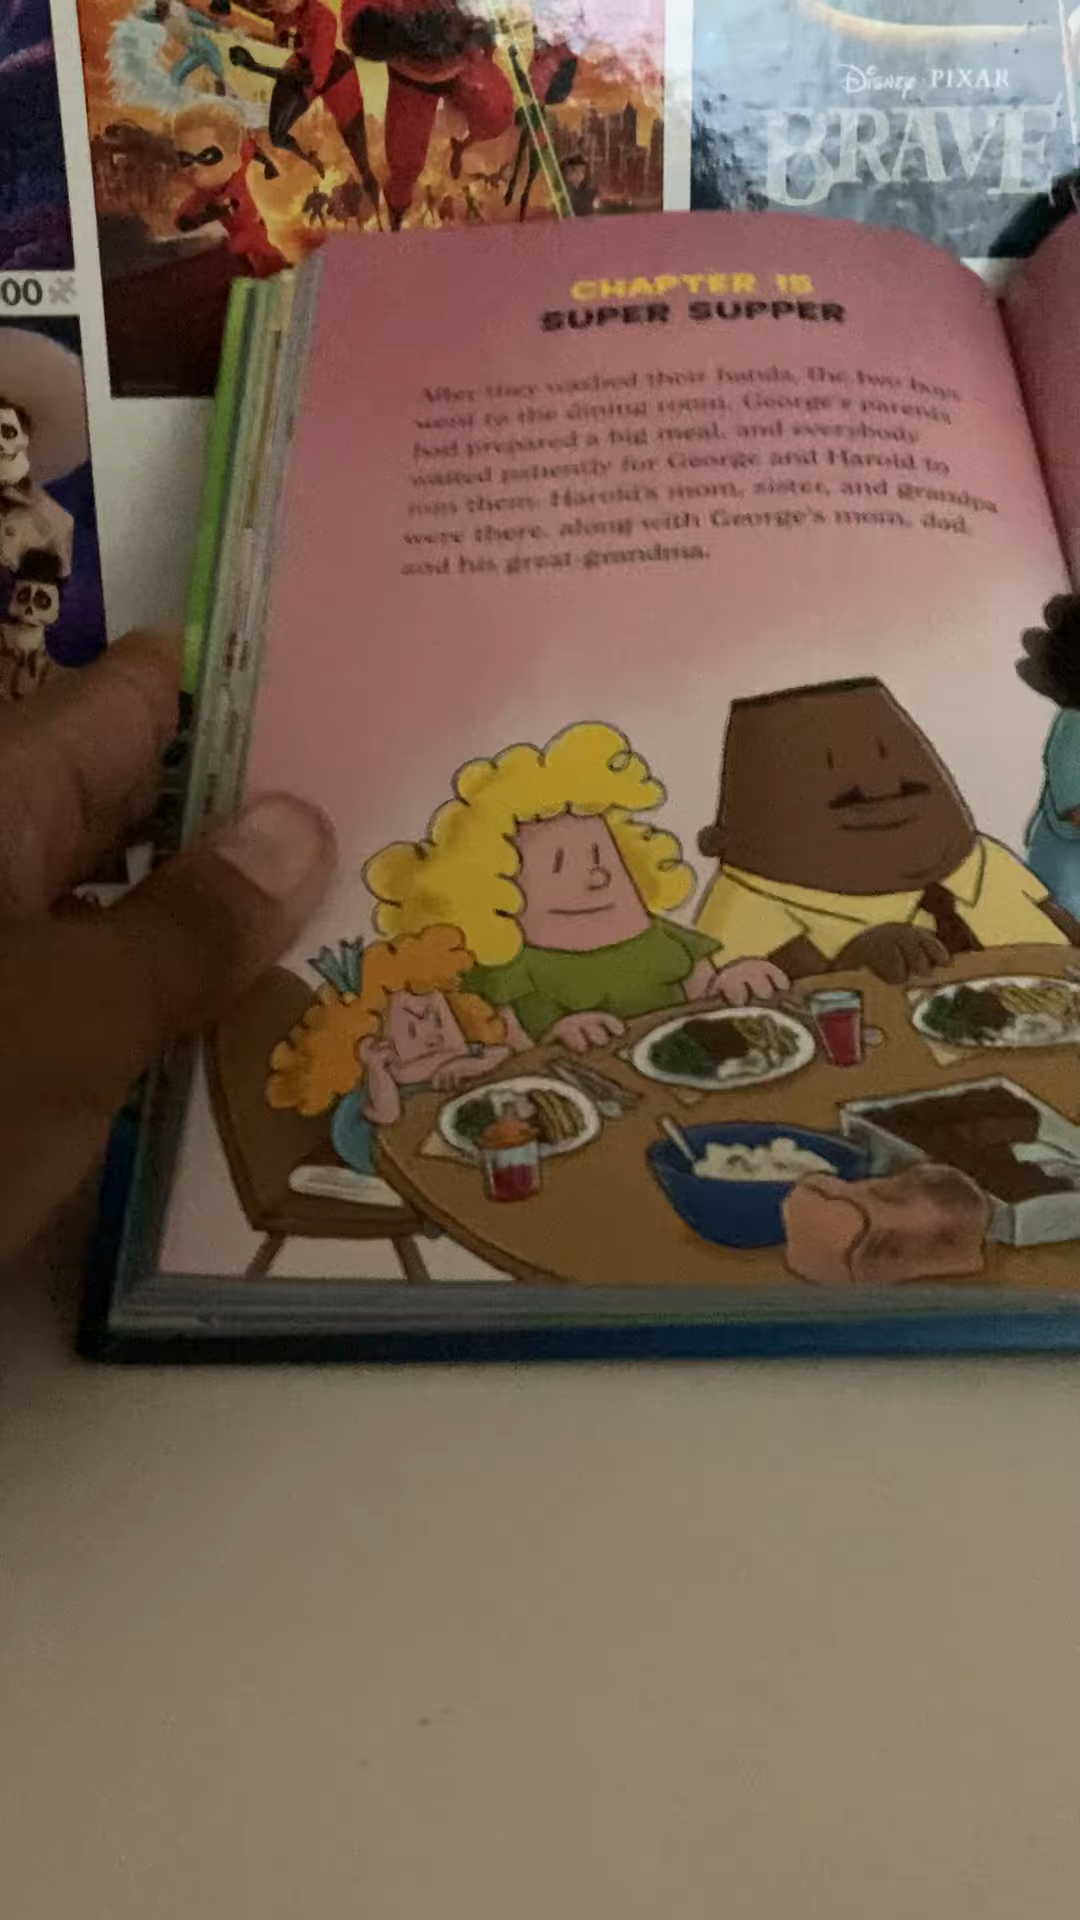 DISNEY PIXAR
BRAVE
00
CHAPTER 15
SUPER SUPPER
After they washed their hands, the two boys
went to the dining room. George's parents
had prepared a big meal, and everybody
waited patiently for George and Harold to
join them. Harold's mom, sister, and grandpa
were there, along with George's mom, dad,
and his great-grandma.